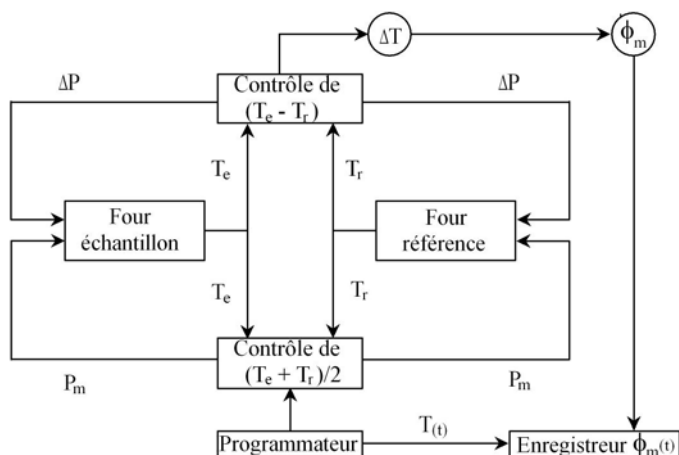 ΔT
ϕm
ΔP
Contrôle de
(Te - Tr)
ΔP
Te
Tr
Four
échantillon
Four
référence
Te
Tr
Contrôle de
(Te + Tr)/2
Pm
Pm
T(t)
Programmateur
Enregistreur ϕm(t)